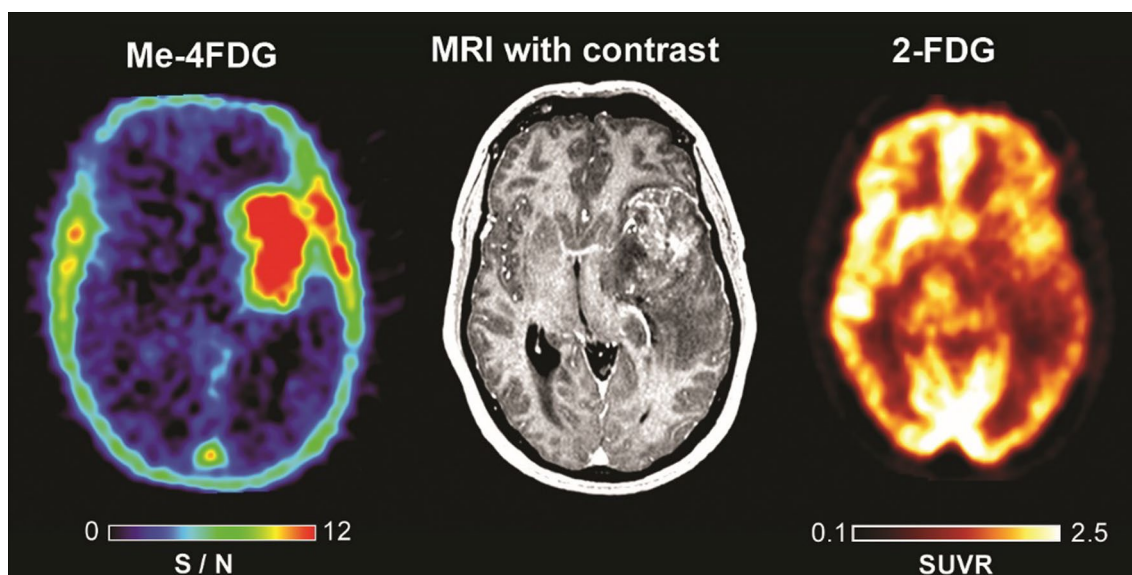 Me-4FDG
MRI with contrast
2-FDG
0 12
S / N
0.1 2.5
SUVR